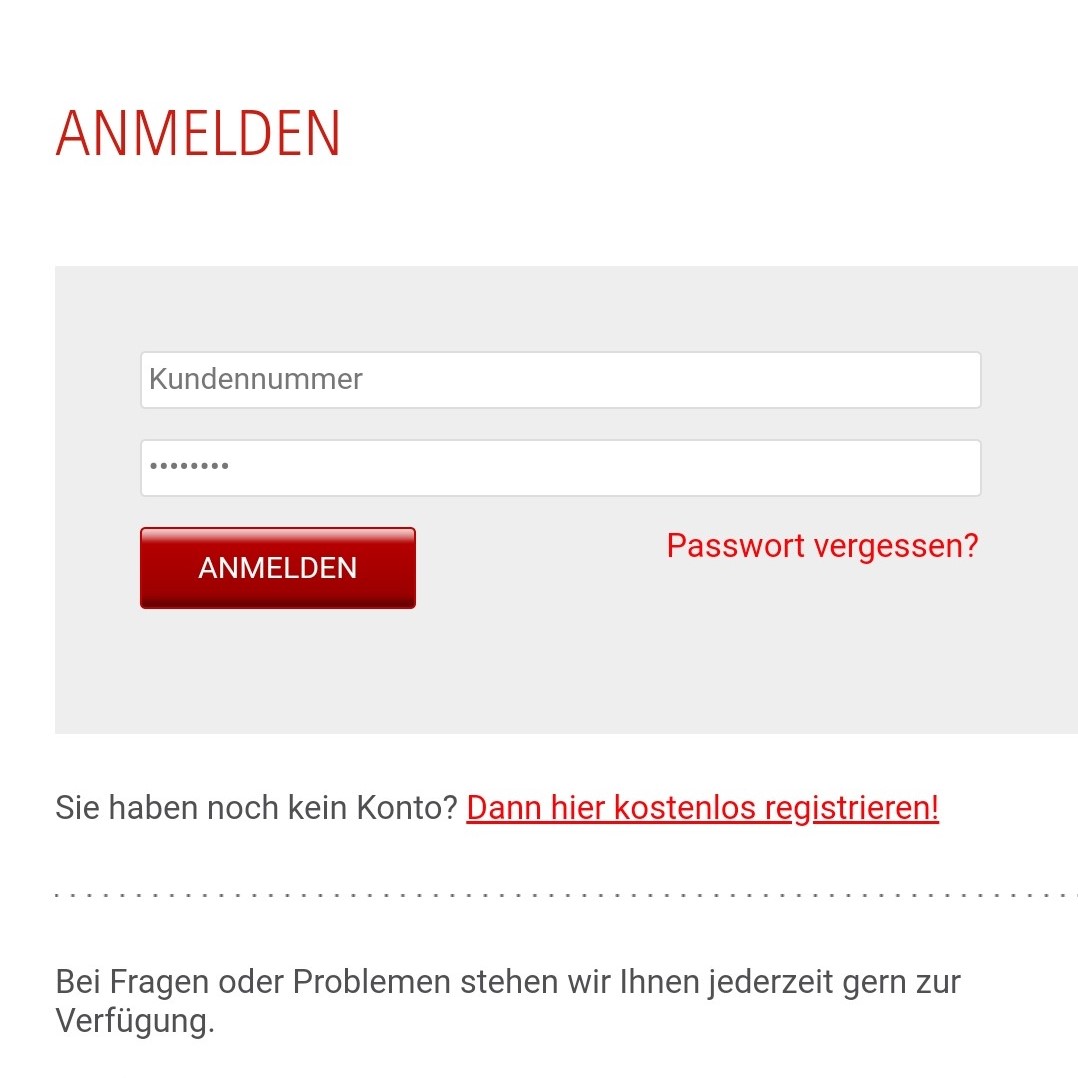 ANMELDEN
Kundennummer
••••••••
ANMELDEN
Passwort vergessen?
Sie haben noch kein Konto? Dann hier kostenlos registrieren!
Bei Fragen oder Problemen stehen wir Ihnen jederzeit gern zur
Verfügung.